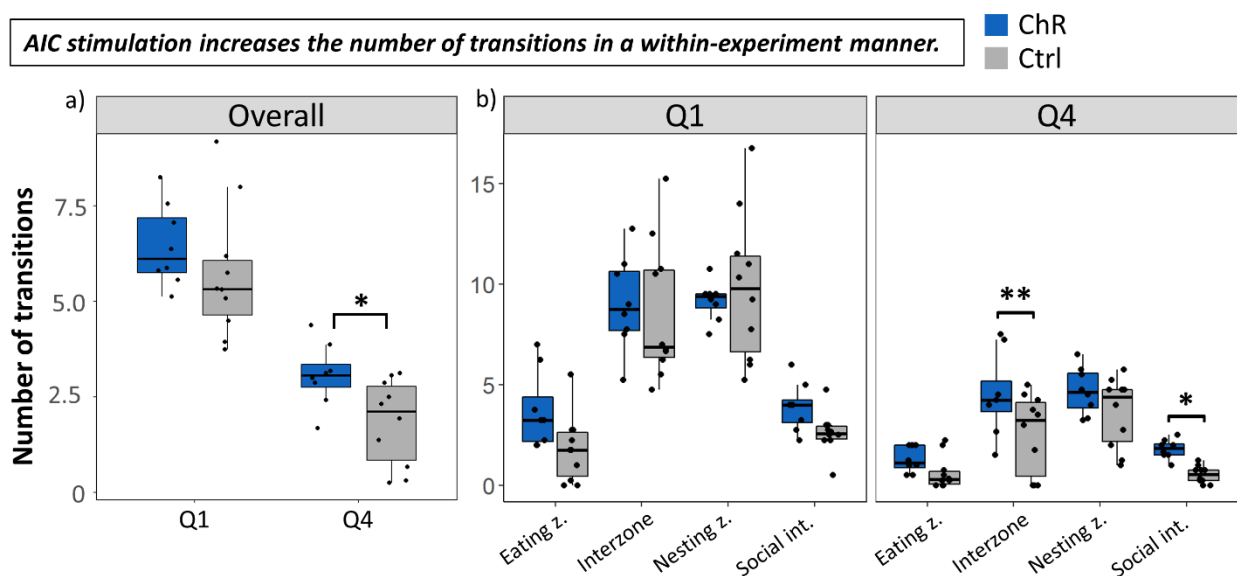 AIC stimulation increases the number of transitions in a within-experiment manner.
ChR
Ctrl
a)
Overall
Number of transitions
7.5
5.0
2.5
0
*
Q1
Q4
b)
Q1
Q4
15
10
5
0
**
*
Eating z.
Interzone
Nesting z.
Social int.
Eating z.
Interzone
Nesting z.
Social int.